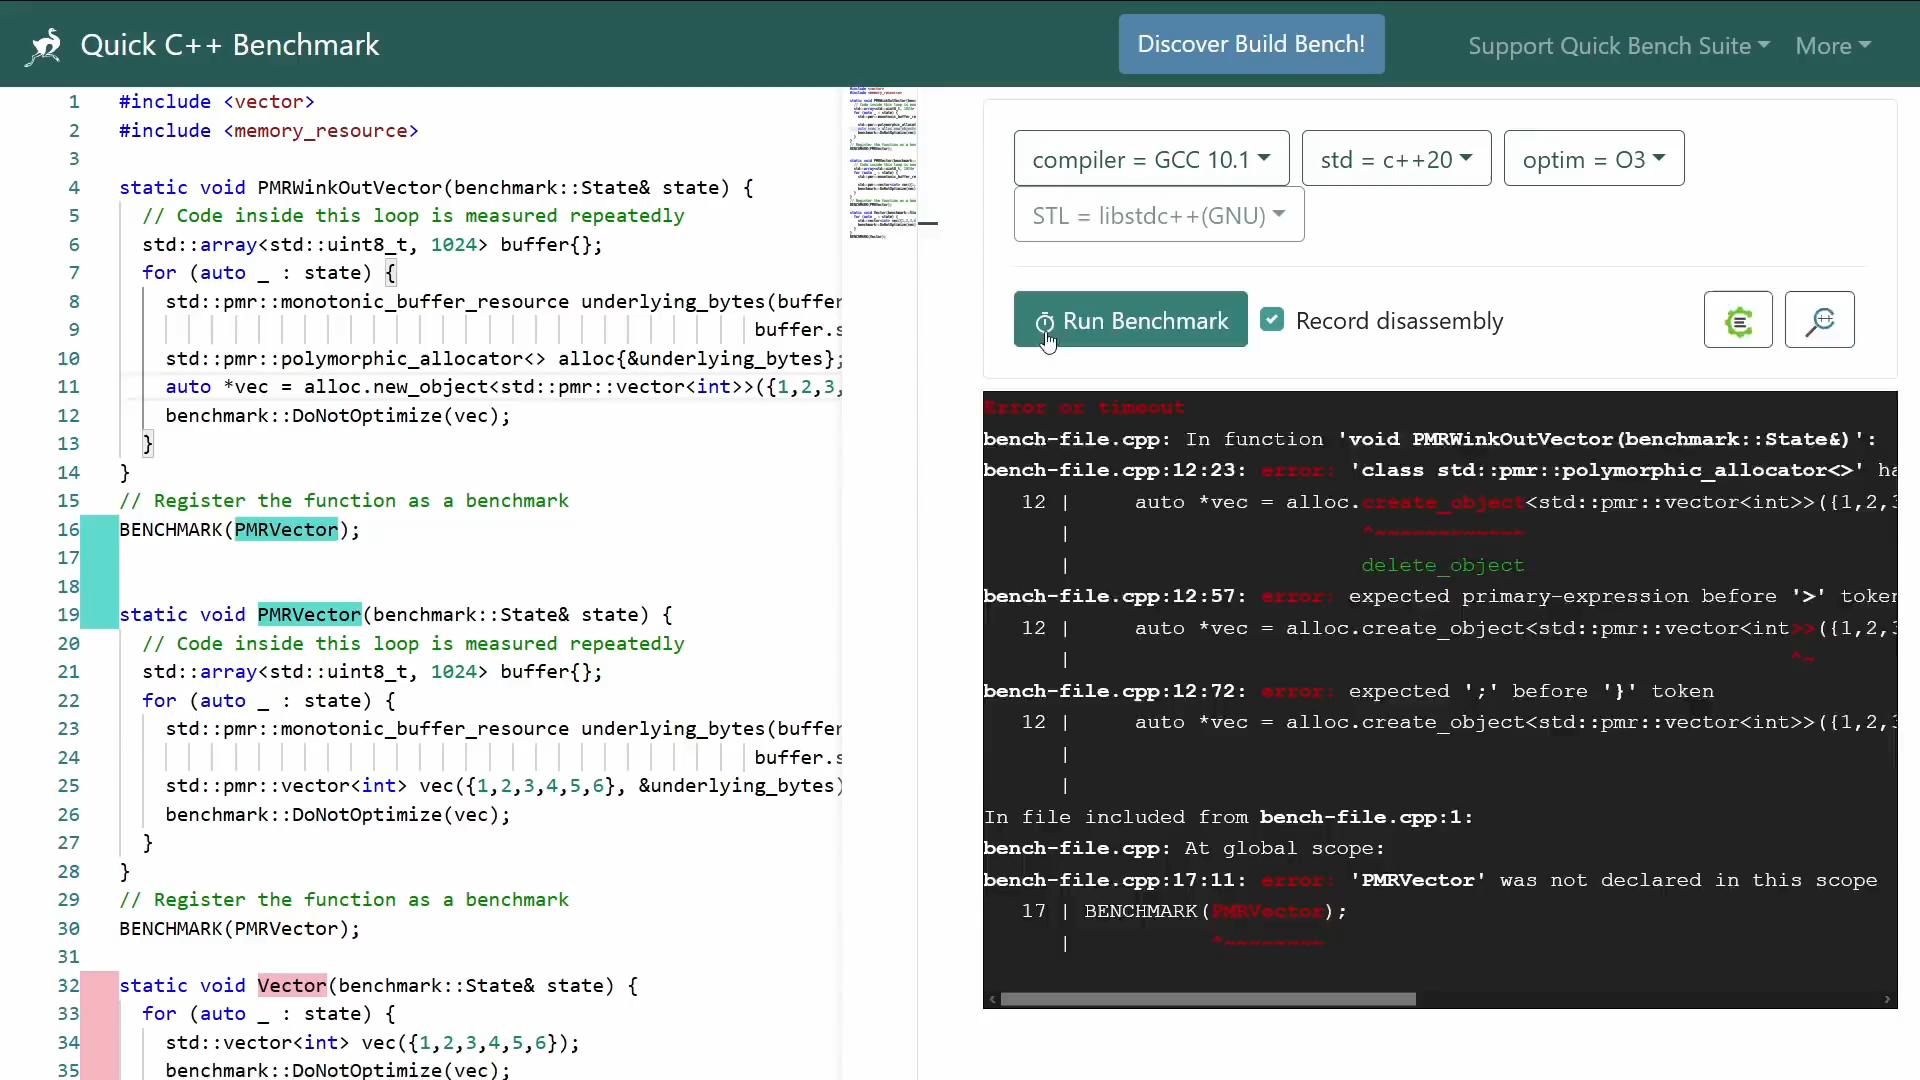 Quick C++ Benchmark
Discover Build Bench!
Support Quick Bench Suite
More
1 #include <vector>
2 #include <memory_resource>
3
4 static void PMRWinkOutVector(benchmark::State& state) {
5 // Code inside this loop is measured repeatedly
6 std::array<std::uint8_t, 1024> buffer{};
7 for (auto _ : state) {
8 std::pmr::monotonic_buffer_resource underlying_bytes(buffer
9 buffer.s
10 std::pmr::polymorphic_allocator<> alloc{&underlying_bytes};
11 auto *vec = alloc.new_object<std::pmr::vector<int>>({1,2,3,
12 benchmark::DoNotOptimize(vec);
13 }
14 }
15 // Register the function as a benchmark
16 BENCHMARK(PMRVector);
17
18
19 static void PMRVector(benchmark::State& state) {
20 // Code inside this loop is measured repeatedly
21 std::array<std::uint8_t, 1024> buffer{};
22 for (auto _ : state) {
23 std::pmr::monotonic_buffer_resource underlying_bytes(buffer
24 buffer.s
25 std::pmr::vector<int> vec({1,2,3,4,5,6}, &underlying_bytes)
26 benchmark::DoNotOptimize(vec);
27 }
28 }
29 // Register the function as a benchmark
30 BENCHMARK(PMRVector);
31
32 static void Vector(benchmark::State& state) {
33 for (auto _ : state) {
34 std::vector<int> vec({1,2,3,4,5,6});
35 benchmark::DoNotOptimize(vec);
compiler = GCC 10.1
std = c++20
optim = O3
STL = libstdc++(GNU)
Run Benchmark
Record disassembly
Error or timeout
bench-file.cpp: In function 'void PMRWinkOutVector(benchmark::State&)':
bench-file.cpp:12:23: error: 'class std::pmr::polymorphic_allocator<>' ha
12 | auto *vec = alloc.create_object<std::pmr::vector<int>>({1,2,3
| ^~~~~~~~~~~~~
| delete_object
bench-file.cpp:12:57: error: expected primary-expression before '>' token
12 | auto *vec = alloc.create_object<std::pmr::vector<int>>({1,2,3
| ^~
bench-file.cpp:12:72: error: expected ';' before '}' token
12 | auto *vec = alloc.create_object<std::pmr::vector<int>>({1,2,3
|
|
In file included from bench-file.cpp:1:
bench-file.cpp: At global scope:
bench-file.cpp:17:11: error: 'PMRVector' was not declared in this scope
17 | BENCHMARK(PMRVector);
| ^~~~~~~~~